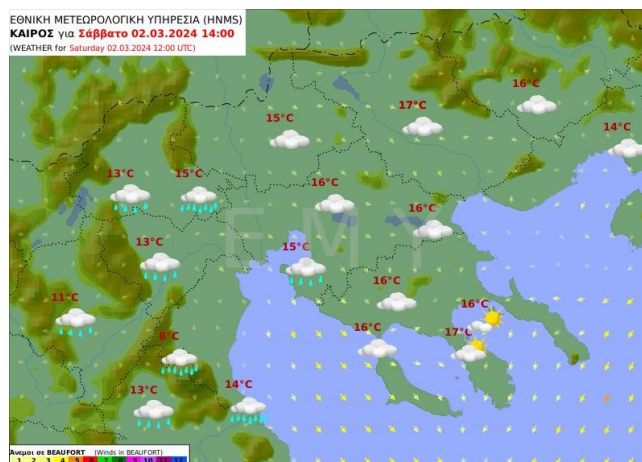 ΕΘΝΙΚΗ ΜΕΤΕΩΡΟΛΟΓΙΚΗ ΥΠΗΡΕΣΙΑ (HNMS)
ΚΑΙΡΟΣ για Σάββατο 02.03.2024 14:00
(WEATHER for Saturday 02.03.2024 12:00 UTC)
16°C
17°C
15°C
14°C
13°C
15°C
16°C
16°C
13°C
15°C
16°C
11°C
16°C
16°C
17°C
8°C
13°C
14°C
Ε Μ Υ
Άνεμοι σε BEAUFORT (Winds in BEAUFORT)
1 2 3 4 5 6 7 8 9 10 11 12